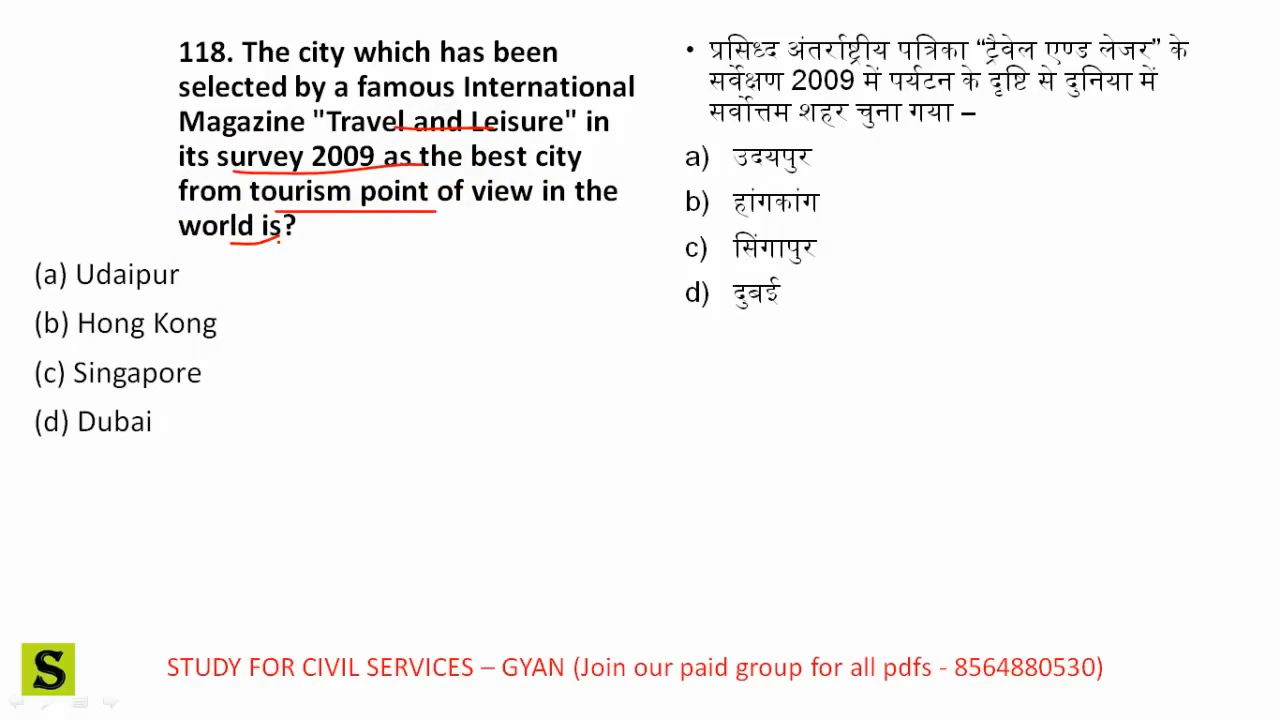 118. The city which has been
selected by a famous International
Magazine "Travel and Leisure" in
its survey 2009 as the best city
from tourism point of view in the
world is?
(a) Udaipur
(b) Hong Kong
(c) Singapore
(d) Dubai
• प्रसिध्द अंतर्राष्ट्रीय पत्रिका “ट्रैवेल एण्ड लेजर” के
सर्वेक्षण 2009 में पर्यटन के दृष्टि से दुनिया में
सर्वोत्तम शहर चुना गया –
a) उदयपुर
b) हांगकांग
c) सिंगापुर
d) दुबई
S
STUDY FOR CIVIL SERVICES – GYAN (Join our paid group for all pdfs - 8564880530)